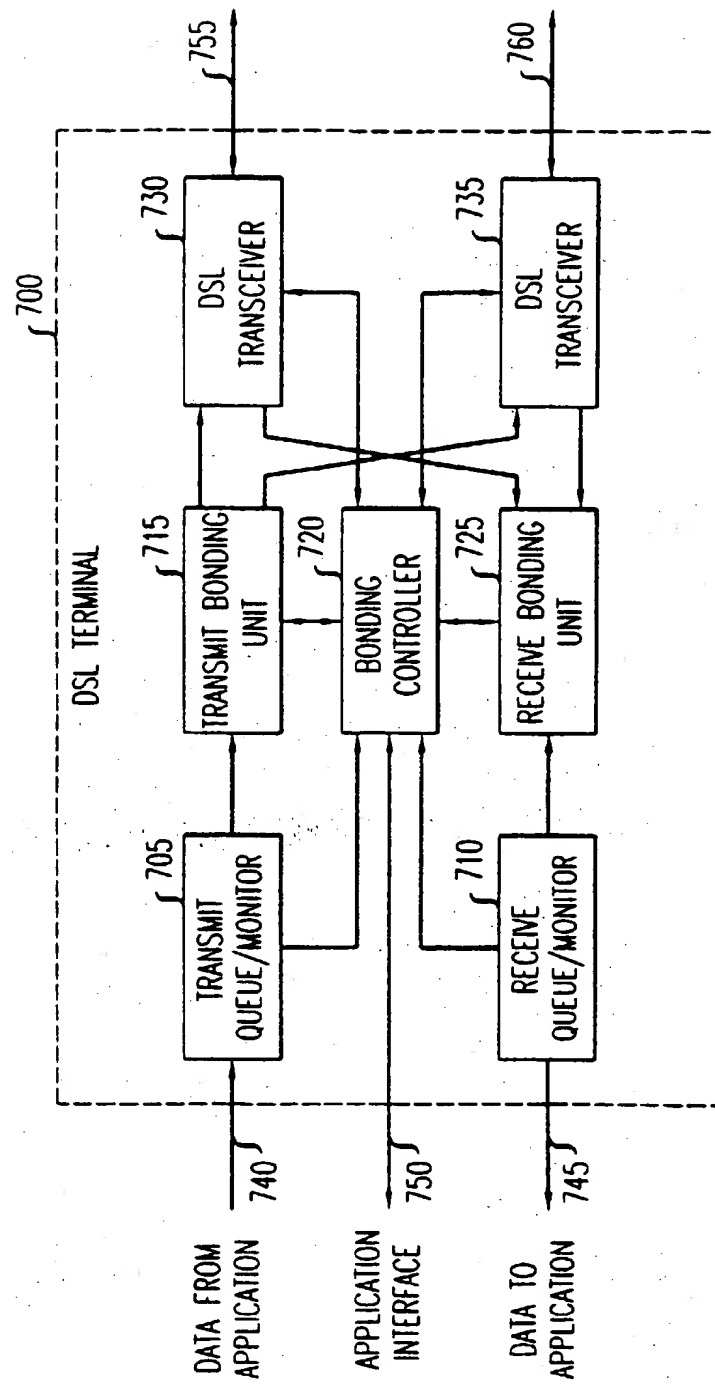 700
DSL TERMINAL
705
TRANSMIT
QUEUE/MONITOR
715
TRANSMIT BONDING
UNIT
730
DSL
TRANSCEIVER
755
DATA FROM
APPLICATION
740
720
BONDING
CONTROLLER
APPLICATION
INTERFACE
750
710
RECEIVE
QUEUE/MONITOR
725
RECEIVE BONDING
UNIT
735
DSL
TRANSCEIVER
760
DATA TO
APPLICATION
745